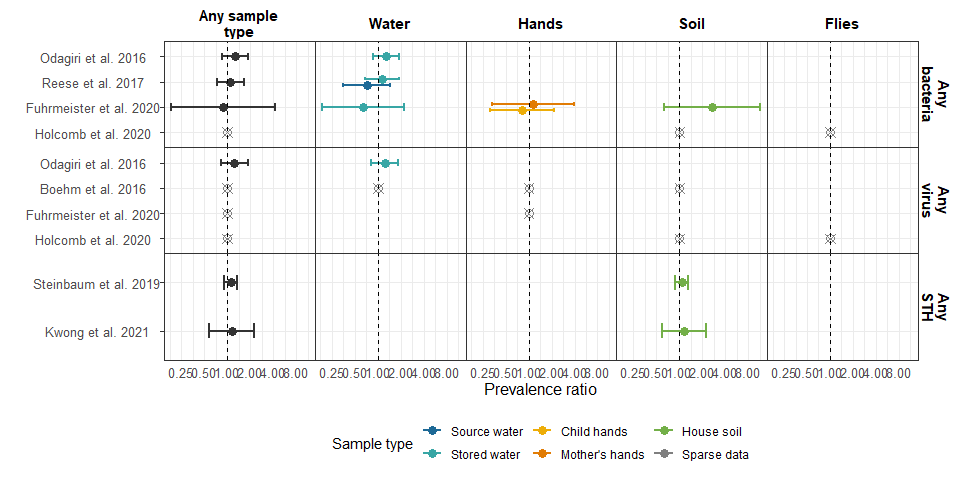 Any sample
type
Water
Hands
Soil
Flies
Odagiri et al. 2016
Reese et al. 2017
Fuhrmeister et al. 2020
Holcomb et al. 2020
Any
bacteria
Odagiri et al. 2016
Boehm et al. 2016
Fuhrmeister et al. 2020
Holcomb et al. 2020
Any
virus
Steinbaum et al. 2019
Kwong et al. 2021
Any
STH
0.25 0.50 1.00 2.00 4.00 8.00 0.25 0.50 1.00 2.00 4.00 8.00 0.25 0.50 1.00 2.00 4.00 8.00 0.25 0.50 1.00 2.00 4.00 8.00 0.25 0.50 1.00 2.00 4.00 8.00
Prevalence ratio
Sample type
Source water
Child hands
House soil
Stored water
Mother's hands
Sparse data